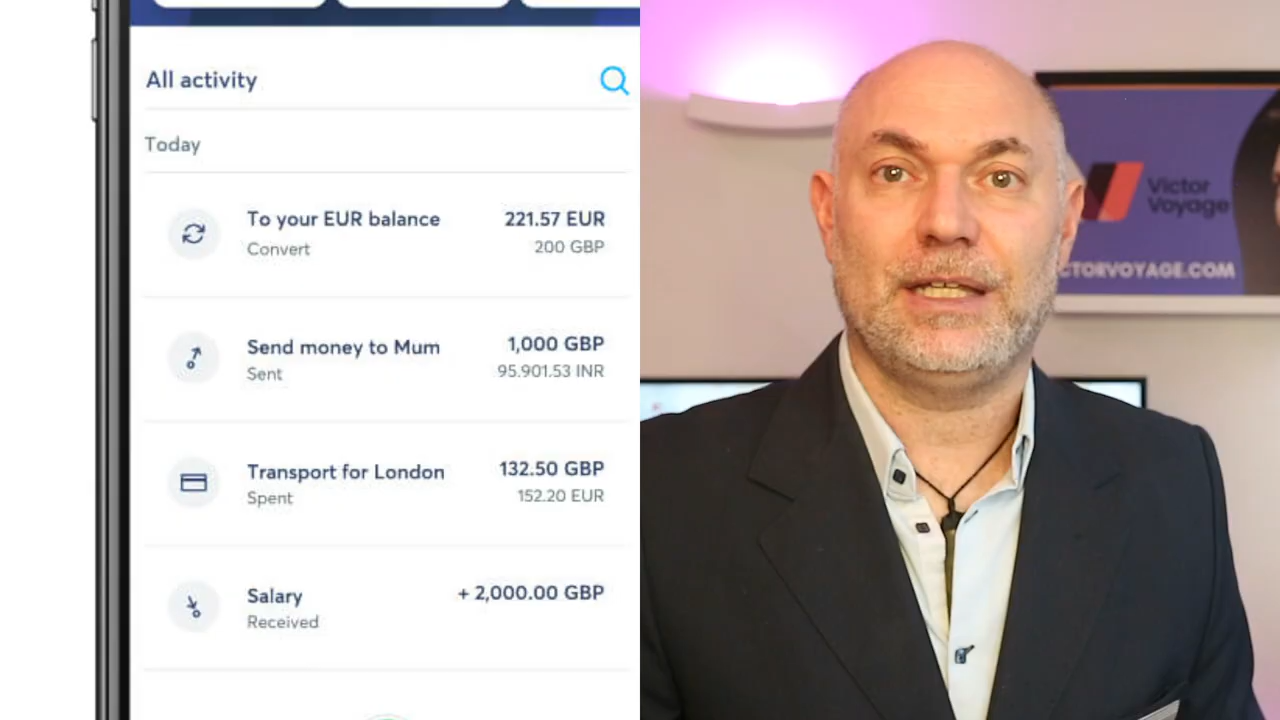 All activity
Today
To your EUR balance
221.57 EUR
Convert
200 GBP
Send money to Mum
1,000 GBP
Sent
95.901.53 INR
Transport for London
132.50 GBP
Spent
152.20 EUR
Salary
+ 2,000.00 GBP
Received
Victor
Voyage
CTORVOYAGE.COM